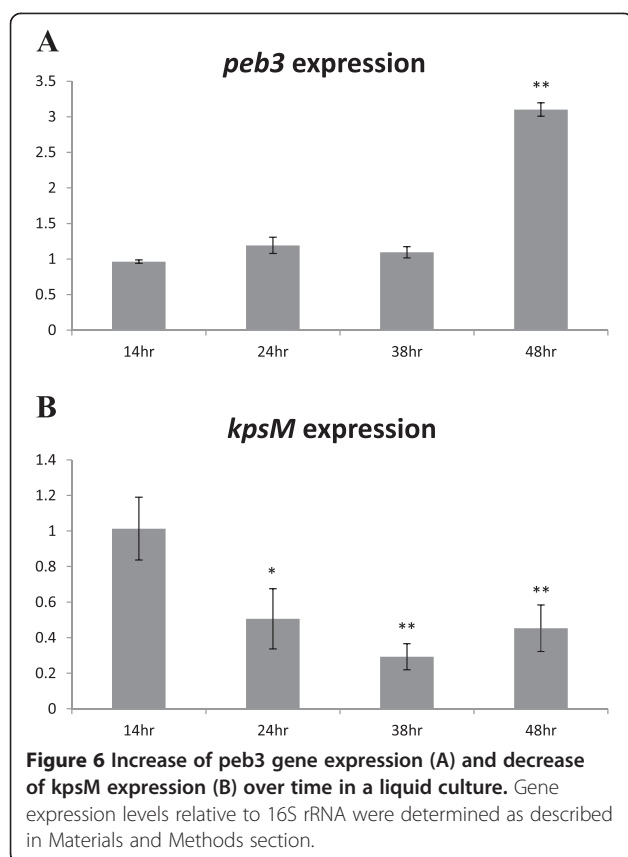 A
peb3 expression
3.5
3
2.5
2
1.5
1
0.5
0
**
14hr
24hr
38hr
48hr
B
kpsM expression
1.4
1.2
1
0.8
0.6
0.4
0.2
0
*
**
**
14hr
24hr
38hr
48hr
Figure 6 Increase of peb3 gene expression (A) and decrease
of kpsM expression (B) over time in a liquid culture. Gene
expression levels relative to 16S rRNA were determined as described
in Materials and Methods section.